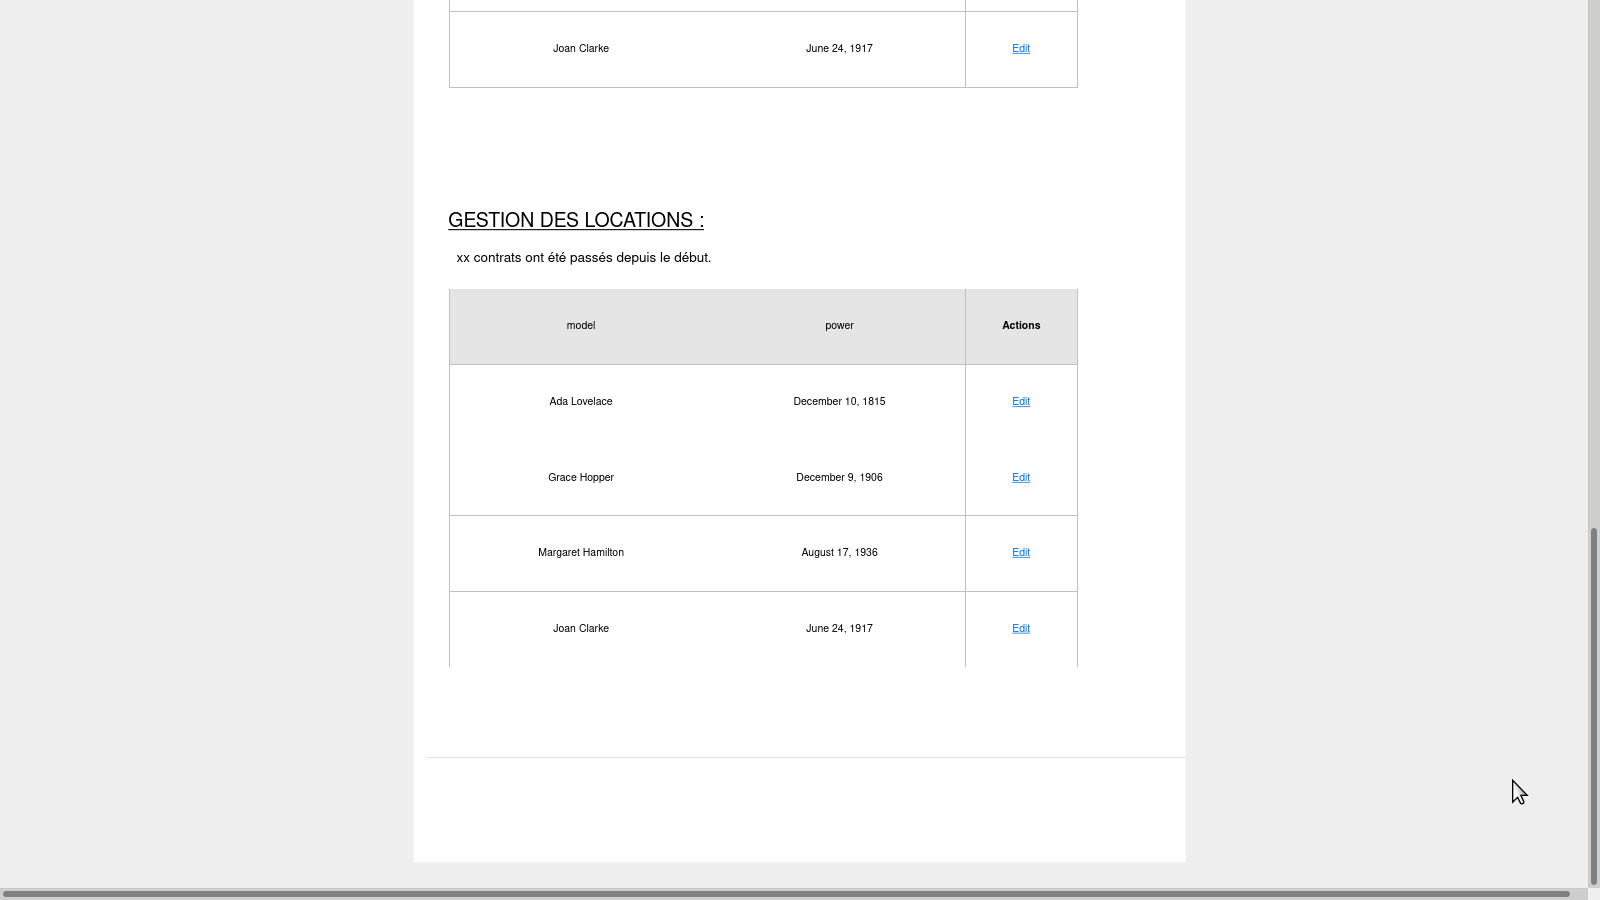 Joan Clarke June 24, 1917 Edit
GESTION DES LOCATIONS :
xx contrats ont été passés depuis le début.
model power Actions
Ada Lovelace December 10, 1815 Edit
Grace Hopper December 9, 1906 Edit
Margaret Hamilton August 17, 1936 Edit
Joan Clarke June 24, 1917 Edit